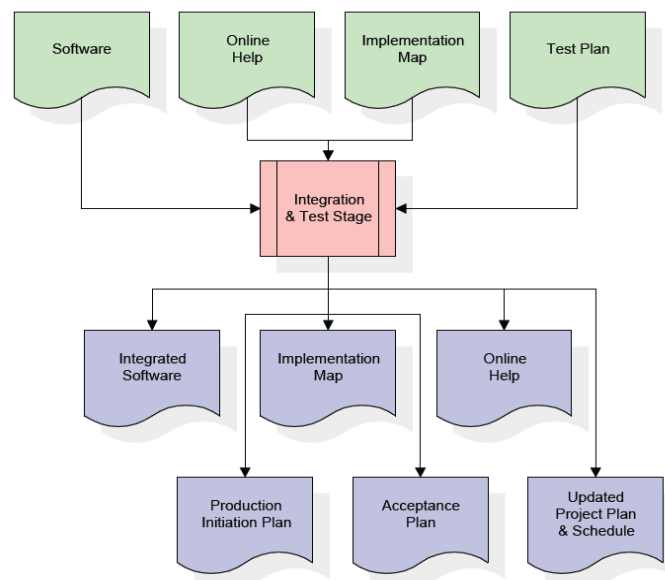 Software
Online
Help
Implementation
Map
Test Plan
Integration
& Test Stage
Integrated
Software
Implementation
Map
Online
Help
Production
Initiation Plan
Acceptance
Plan
Updated
Project Plan
& Schedule